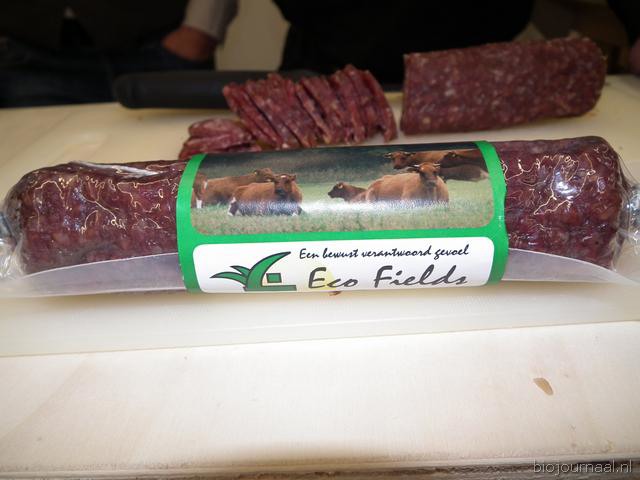 Een bewust verantwoord gevoel
Eco Fields
biojournaal.nl